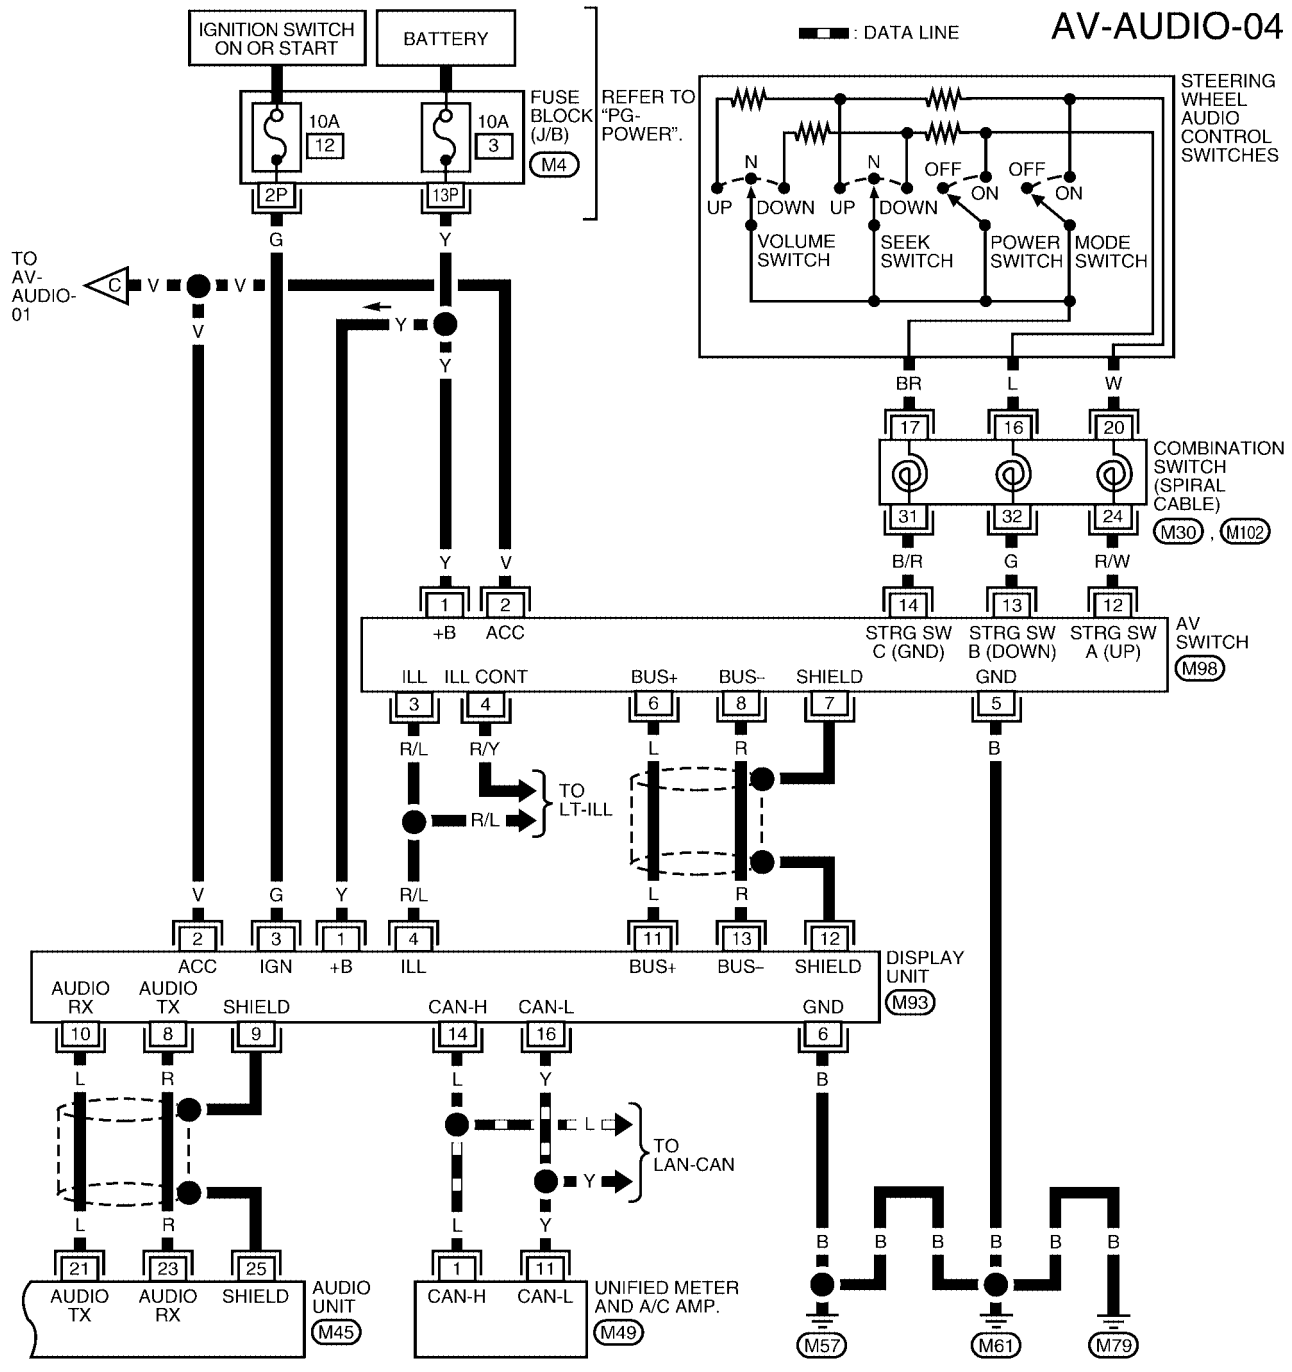 AV-AUDIO-04
: DATA LINE
IGNITION SWITCH
ON OR START
BATTERY
10A
12
10A
3
FUSE
BLOCK
(J/B)
M4
REFER TO
"PG-
POWER".
2P
13P
G
Y
TO
AV-
AUDIO-
01
C
V
V
V
Y
Y
STEERING
WHEEL
AUDIO
CONTROL
SWITCHES
N
N
OFF
ON
OFF
ON
UP
DOWN
UP
DOWN
VOLUME
SWITCH
SEEK
SWITCH
POWER
SWITCH
MODE
SWITCH
BR
L
W
17
16
20
COMBINATION
SWITCH
(SPIRAL
CABLE)
M30 , M102
31
32
24
B/R
G
R/W
Y
V
1
2
14
13
12
+B
ACC
STRG SW
C (GND)
STRG SW
B (DOWN)
STRG SW
A (UP)
AV
SWITCH
M98
ILL
ILL CONT
BUS+
BUS–
SHIELD
GND
3
4
6
8
7
5
R/L
R/Y
L
R
B
TO
LT-ILL
R/L
V
G
Y
R/L
L
R
2
3
1
4
11
13
12
ACC
IGN
+B
ILL
BUS+
BUS–
SHIELD
DISPLAY
UNIT
M93
AUDIO
RX
AUDIO
TX
SHIELD
CAN-H
CAN-L
GND
10
8
9
14
16
6
L
R
L
Y
B
L
Y
TO
LAN-CAN
L
R
L
Y
B
B
B
B
B
B
21
23
25
1
11
AUDIO
TX
AUDIO
RX
SHIELD
AUDIO
UNIT
M45
CAN-H
CAN-L
UNIFIED METER
AND A/C AMP.
M49
M57
M61
M79